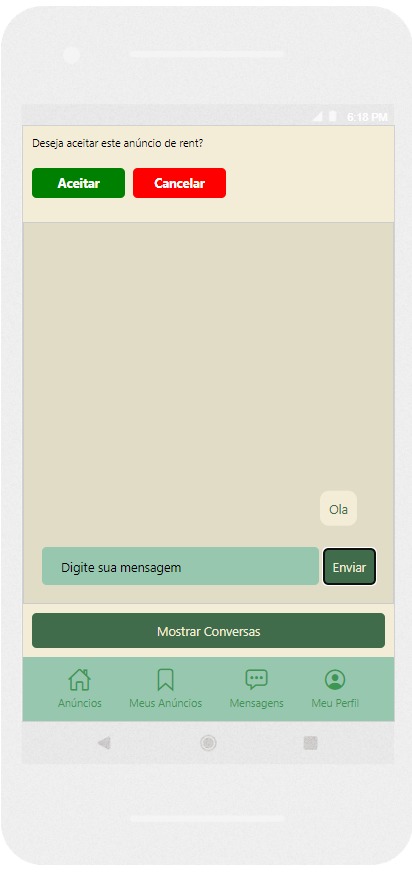 6:18 PM
Deseja aceitar este anúncio de rent?
Aceitar Cancelar
Ola
Digite sua mensagem Enviar
Mostrar Conversas
Anúncios Meus Anúncios Mensagens Meu Perfil